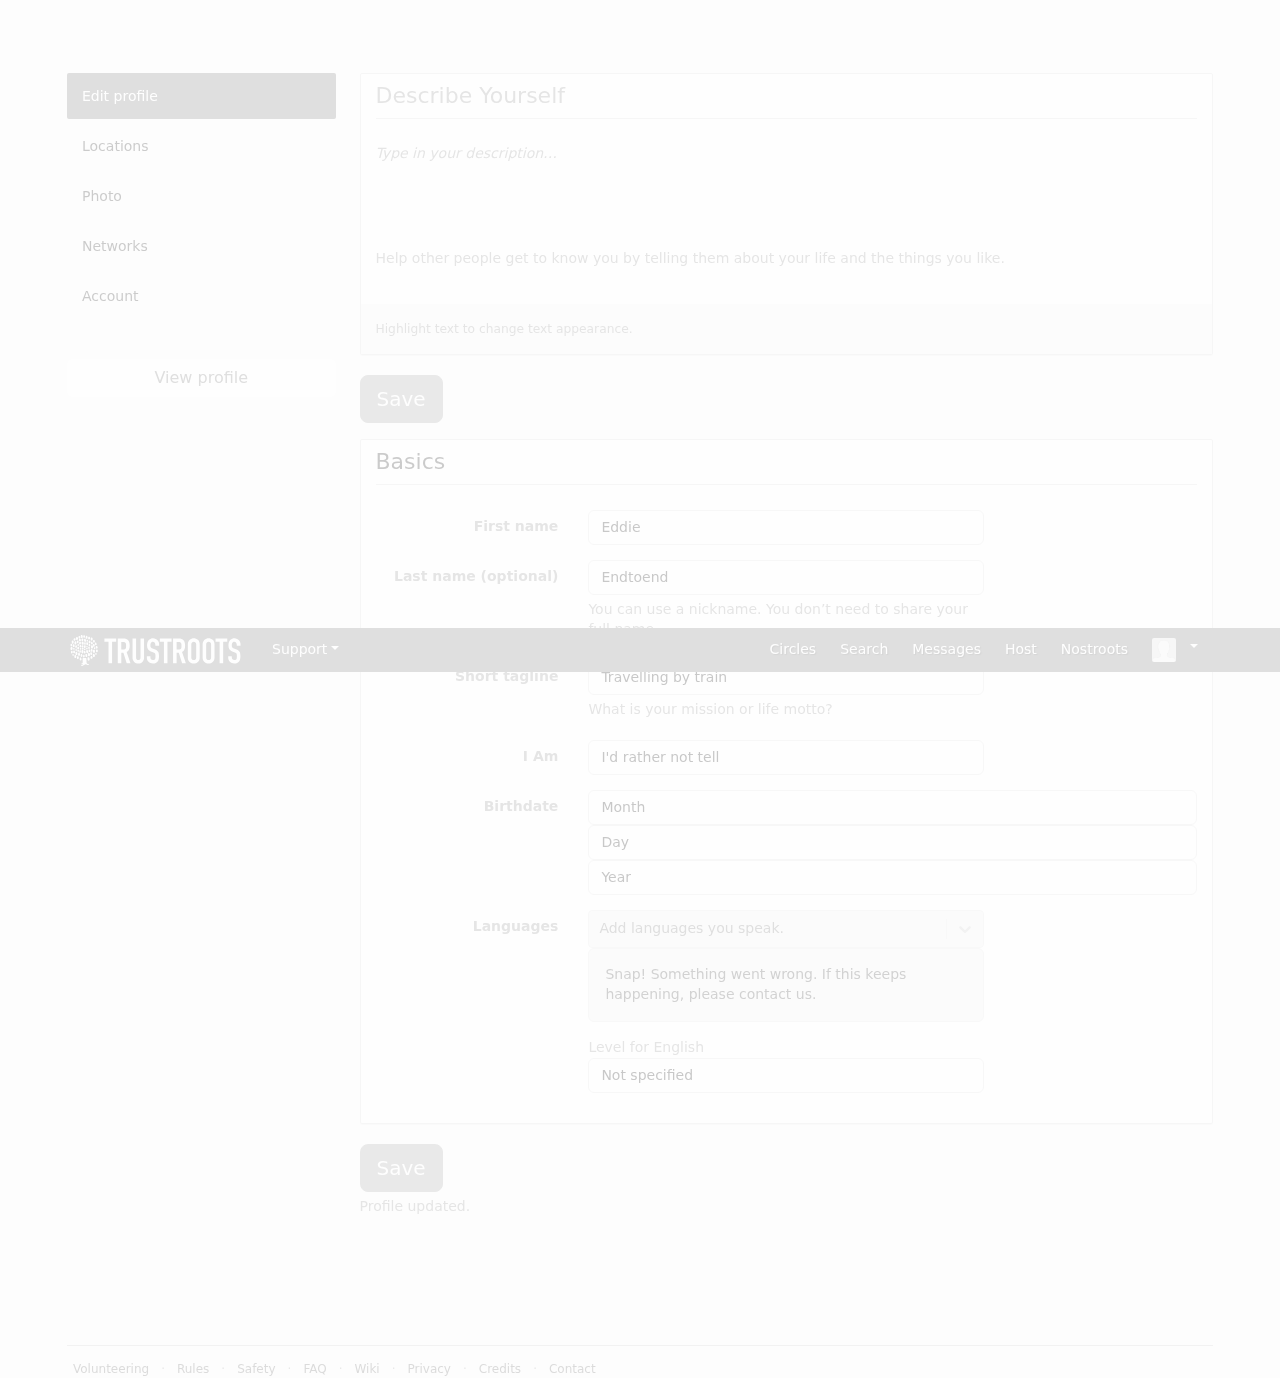 Edit profile
Locations
Photo
Networks
Account
View profile
Describe Yourself
Type in your description...
Help other people get to know you by telling them about your life and the things you like.
Highlight text to change text appearance.
Save
Basics
First name
Eddie
Last name (optional)
Endtoend
You can use a nickname. You don't need to share your
full name.
TRUSTROOTS
Support
Circles
Search
Messages
Host
Nostroots
Short tagline
Travelling by train
What is your mission or life motto?
I Am
I'd rather not tell
Birthdate
Month
Day
Year
Languages
Add languages you speak.
Snap! Something went wrong. If this keeps
happening, please contact us.
Level for English
Not specified
Save
Profile updated.
Volunteering · Rules · Safety · FAQ · Wiki · Privacy · Credits · Contact